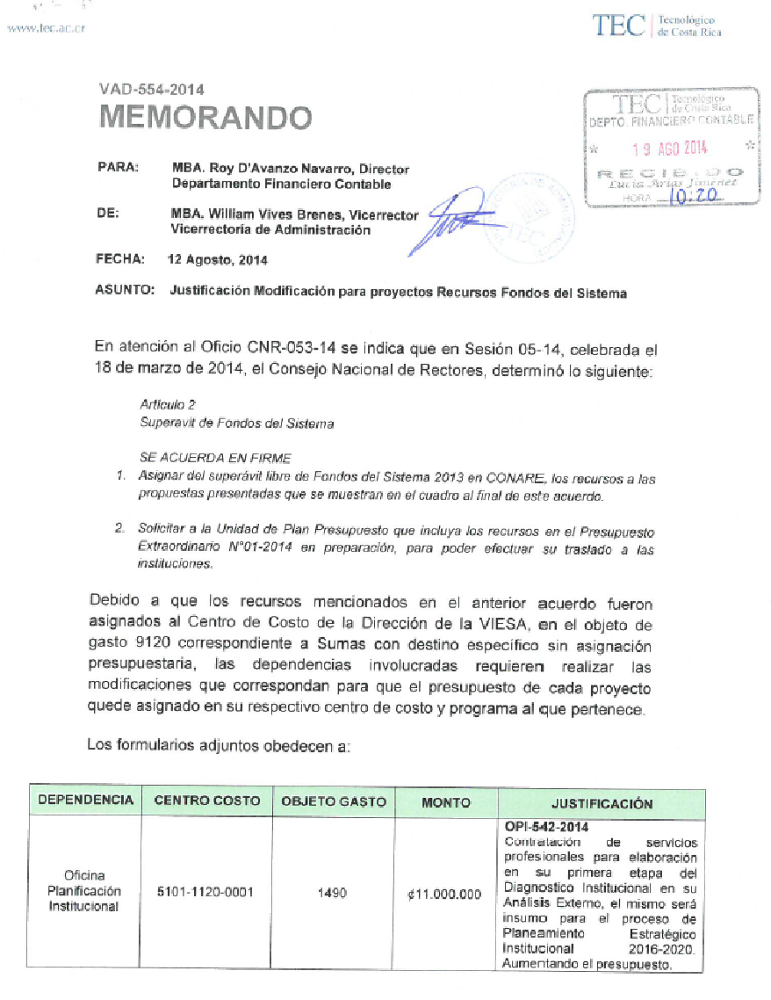 www.tec.ac.cr
TEC | Tecnológico
de Costa Rica
VAD-554-2014
MEMORANDO
TEC | Tecnológico
de Costa Rica
DEPTO. FINANCIERO CONTABLE
19 AGO 2014
RECIBIDO
Lucía Arias Jiménez
HORA 10:20
PARA: MBA. Roy D'Avanzo Navarro, Director
Departamento Financiero Contable
DE: MBA. William Vives Brenes, Vicerrector
Vicerrectoría de Administración
TEC
FECHA: 12 Agosto, 2014
ASUNTO: Justificación Modificación para proyectos Recursos Fondos del Sistema
En atención al Oficio CNR-053-14 se indica que en Sesión 05-14, celebrada el
18 de marzo de 2014, el Consejo Nacional de Rectores, determinó lo siguiente:
Artículo 2
Superavit de Fondos del Sistema
SE ACUERDA EN FIRME
1. Asignar del superávit libre de Fondos del Sistema 2013 en CONARE, los recursos a las
propuestas presentadas que se muestran en el cuadro al final de este acuerdo.
2. Solicitar a la Unidad de Plan Presupuesto que incluya los recursos en el Presupuesto
Extraordinario N°01-2014 en preparación, para poder efectuar su traslado a las
instituciones.
Debido a que los recursos mencionados en el anterior acuerdo fueron
asignados al Centro de Costo de la Dirección de la VIESA, en el objeto de
gasto 9120 correspondiente a Sumas con destino específico sin asignación
presupuestaria, las dependencias involucradas requieren realizar las
modificaciones que correspondan para que el presupuesto de cada proyecto
quede asignado en su respectivo centro de costo y programa al que pertenece.
Los formularios adjuntos obedecen a:
DEPENDENCIA CENTRO COSTO OBJETO GASTO MONTO JUSTIFICACIÓN
Oficina
Planificación
Institucional
5101-1120-0001
1490
¢11.000.000
OPI-542-2014
Contratación de servicios
profesionales para elaboración
en su primera etapa del
Diagnostico Institucional en su
Análisis Externo, el mismo será
insumo para el proceso de
Planeamiento Estratégico
Institucional 2016-2020.
Aumentando el presupuesto.